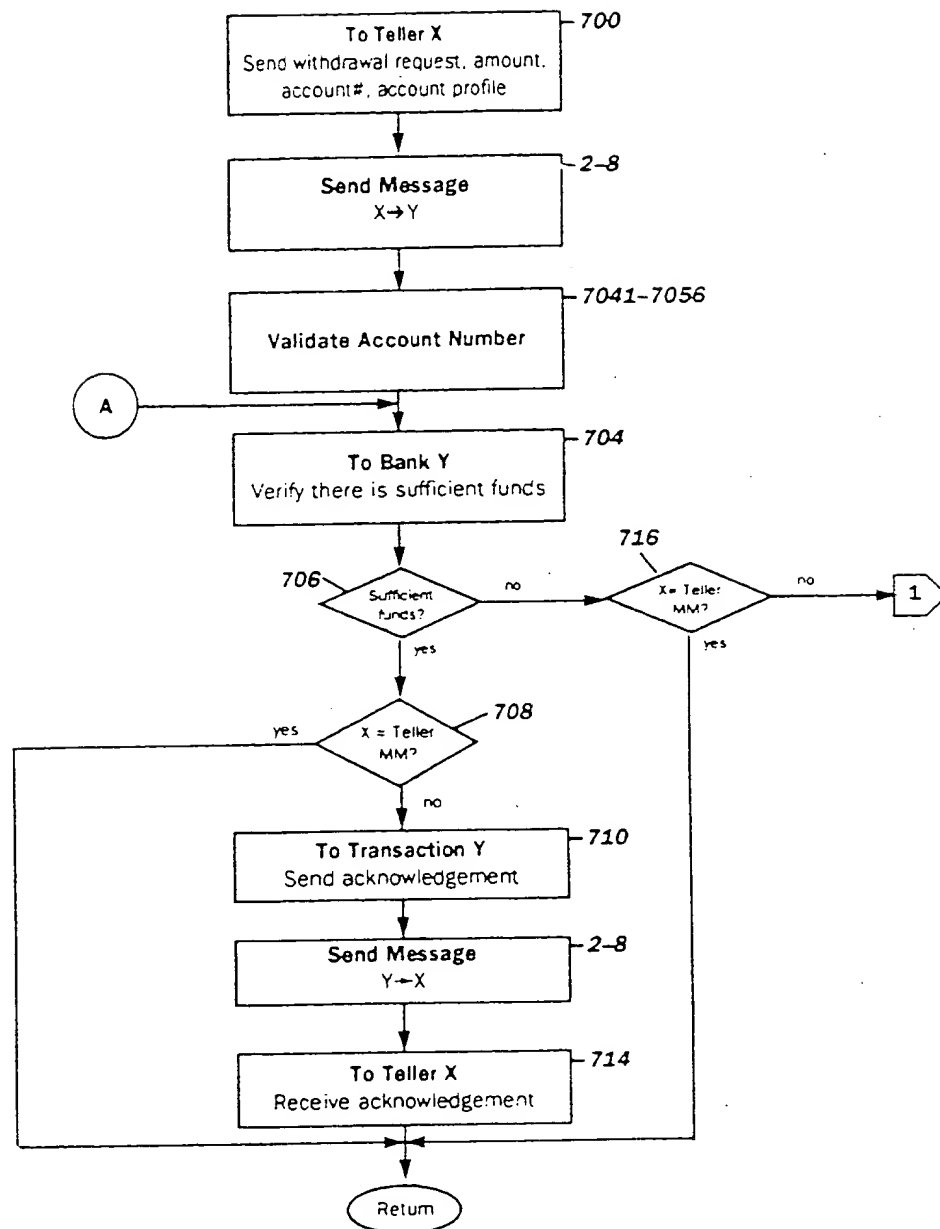 To Teller X
700
Send withdrawal request, amount,
account#, account profile
Send Message
2-8
X→Y
7041-7056
Validate Account Number
A
704
To Bank Y
Verify there is sufficient funds
716
706
Sufficient
funds?
no
X= Teller
MM?
no
1
yes
yes
708
yes
X = Teller
MM?
no
710
To Transaction Y
Send acknowledgement
2-8
Send Message
Y→X
714
To Teller X
Receive acknowledgement
Return